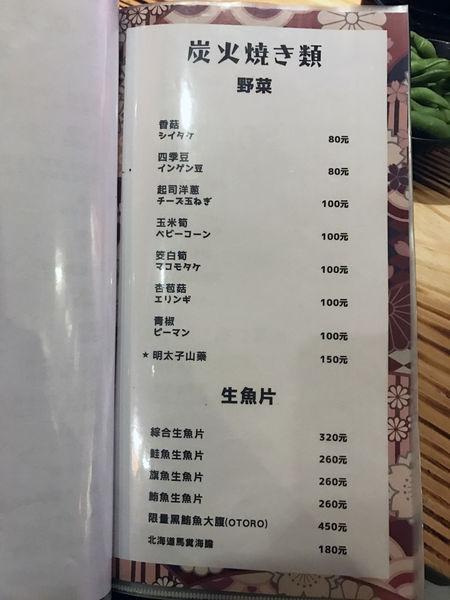 炭火燒き類
野菜
香菇
シイタケ
80元
四季豆
インゲン豆
80元
起司洋蔥
チーズ玉ねぎ
100元
玉米筍
ベビーコーン
100元
筊白筍
マコモタケ
100元
杏苞菇
エリンギ
100元
青椒
ピーマン
100元
★ 明太子山藥
150元
生魚片
綜合生魚片
320元
鮭魚生魚片
260元
旗魚生魚片
260元
鮪魚生魚片
260元
限量黑鮪魚大腹(OTORO)
450元
北海道馬糞海膽
180元